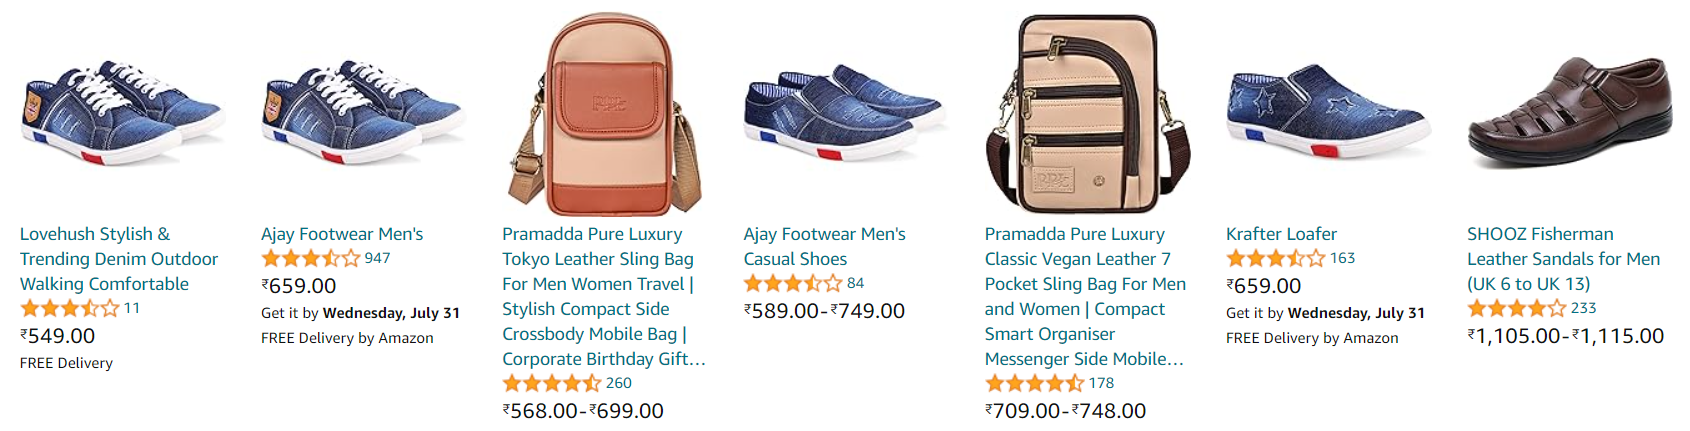 Lovehush Stylish &
Trending Denim Outdoor
Walking Comfortable
11
₹549.00
FREE Delivery
Ajay Footwear Men's
947
₹659.00
Get it by Wednesday, July 31
FREE Delivery by Amazon
Pramadda Pure Luxury
Tokyo Leather Sling Bag
For Men Women Travel |
Stylish Compact Side
Crossbody Mobile Bag |
Corporate Birthday Gift…
260
₹568.00-₹699.00
Ajay Footwear Men's
Casual Shoes
84
₹589.00-₹749.00
Pramadda Pure Luxury
Classic Vegan Leather 7
Pocket Sling Bag For Men
and Women | Compact
Smart Organiser
Messenger Side Mobile…
178
₹709.00-₹748.00
Krafter Loafer
163
₹659.00
Get it by Wednesday, July 31
FREE Delivery by Amazon
SHOOZ Fisherman
Leather Sandals for Men
(UK 6 to UK 13)
233
₹1,105.00-₹1,115.00